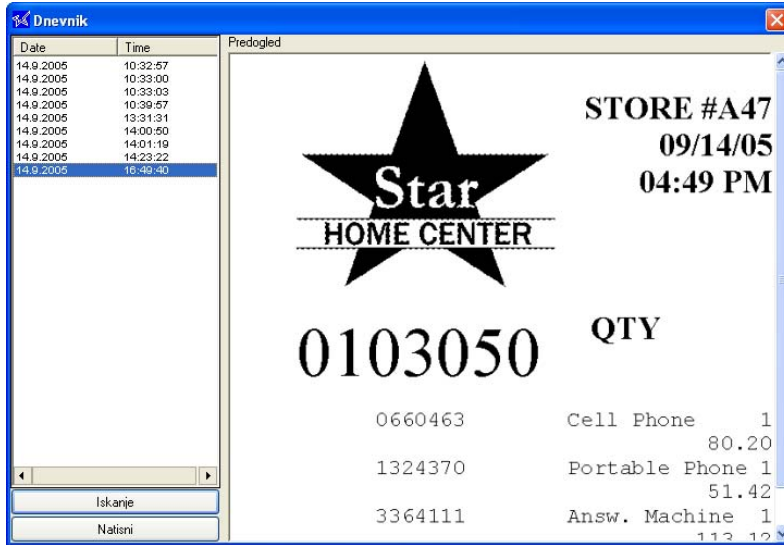 Dnevnik
Date Time
14.9.2005 10:32:57
14.9.2005 10:33:00
14.9.2005 10:33:03
14.9.2005 10:39:57
14.9.2005 13:31:31
14.9.2005 14:00:50
14.9.2005 14:01:19
14.9.2005 14:23:22
14.9.2005 16:49:40
Iskanje
Natisni
Predogled
STORE #A47
09/14/05
04:49 PM
Star
HOME CENTER
0103050 QTY
0660463 Cell Phone 1
80.20
1324370 Portable Phone 1
51.42
3364111 Answ. Machine 1
113.12